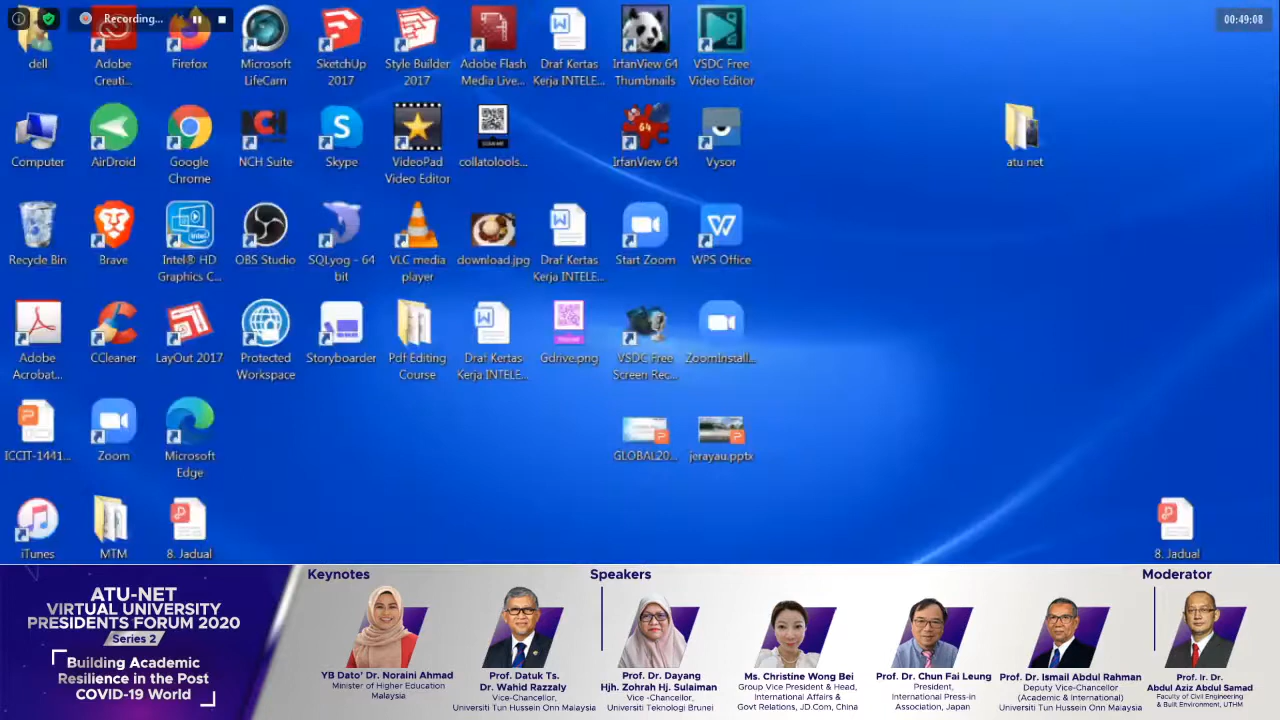 Recording...
00:49:08
dell
Adobe
Creati...
Firefox
Microsoft
LifeCam
SketchUp
2017
Style Builder
2017
Adobe Flash
Media Live...
Draf Kertas
Kerja INTELE...
IrfanView 64
Thumbnails
VSDC Free
Video Editor
Computer
AirDroid
Google
Chrome
NCH Suite
Skype
VideoPad
Video Editor
collatolools...
IrfanView 64
Vysor
atu net
Recycle Bin
Brave
Intel® HD
Graphics C...
OBS Studio
SQLyog - 64
bit
VLC media
player
download.jpg
Draf Kertas
Kerja INTELE...
Start Zoom
WPS Office
Adobe
Acrobat...
CCleaner
LayOut 2017
Protected
Workspace
Storyboarder
Pdf Editing
Course
Draf Kertas
Kerja INTELE...
Gdrive.png
VSDC Free
Screen Rec...
ZoomInstall...
ICCIT-1441...
Zoom
Microsoft
Edge
GLOBAL20...
jerayau.pptx
iTunes
MTM
8. Jadual
8. Jadual
ATU-NET
VIRTUAL UNIVERSITY
PRESIDENTS FORUM 2020
Series 2
Building Academic
Resilience in the Post
COVID-19 World
Keynotes
YB Dato' Dr. Noraini Ahmad
Minister of Higher Education
Malaysia
Prof. Datuk Ts.
Dr. Wahid Razzaly
Vice-Chancellor,
Universiti Tun Hussein Onn Malaysia
Speakers
Prof. Dr. Dayang
Hjh. Zohrah Hj. Sulaiman
Vice -Chancellor,
Universiti Teknologi Brunei
Ms. Christine Wong Bei
Group Vice President & Head,
International Affairs &
Govt Relations, JD.Com, China
Prof. Dr. Chun Fai Leung
President,
International Press-in
Association, Japan
Prof. Dr. Ismail Abdul Rahman
Deputy Vice-Chancellor
(Academic & International)
Universiti Tun Hussein Onn Malaysia
Moderator
Prof. Ir. Dr.
Abdul Aziz Abdul Samad
Faculty of Civil Engineering
& Built Environment, UTHM